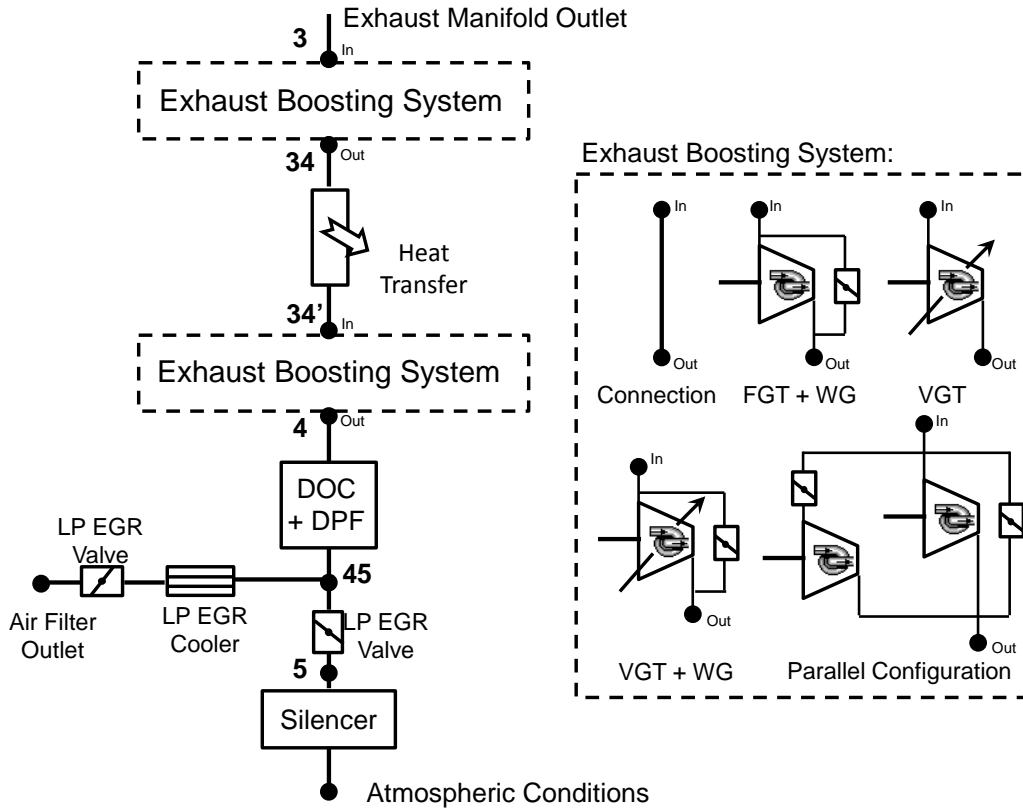 Exhaust Manifold Outlet
3
In
Exhaust Boosting System
34
Out
Heat
Transfer
34’
In
Exhaust Boosting System
4
Out
DOC
+ DPF
LP EGR
Valve
45
Air Filter
Outlet
LP EGR
Cooler
LP EGR
Valve
5
Silencer
Atmospheric Conditions
Exhaust Boosting System:
In
In
In
Out
Out
Out
Connection
FGT + WG
VGT
In
In
Out
Out
VGT + WG
Parallel Configuration